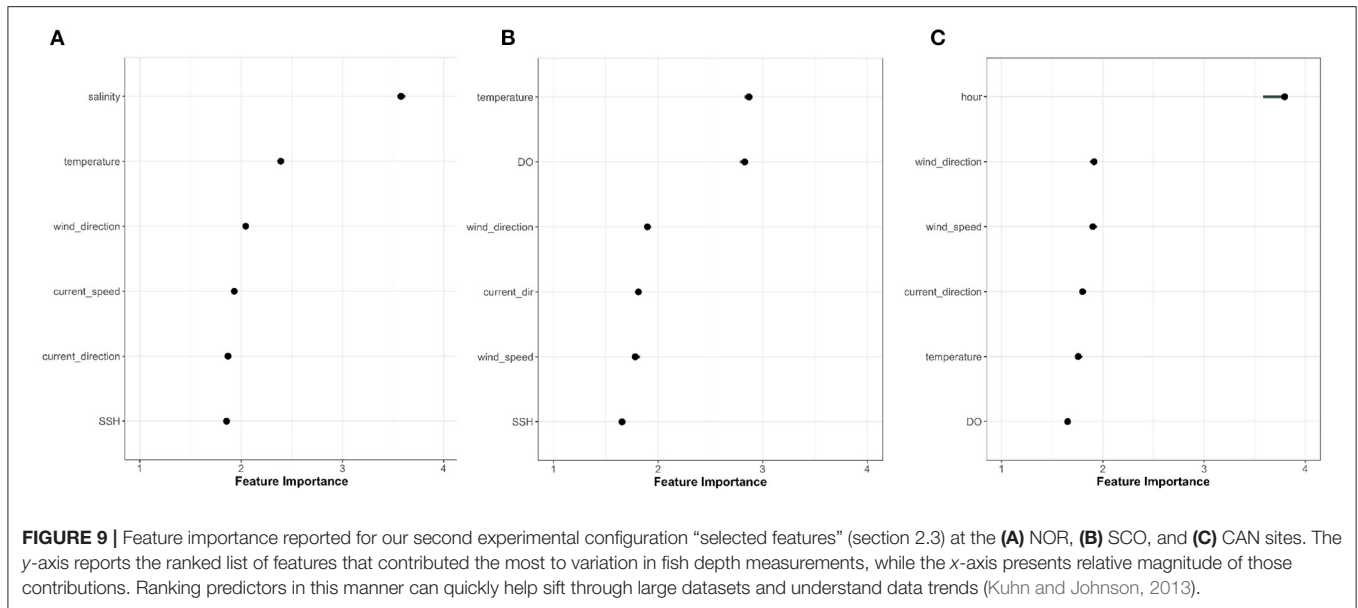 A
salinity
temperature
wind_direction
current_speed
current_direction
SSH
1 2 3 4
Feature Importance
B
temperature
DO
wind_direction
current_dir
wind_speed
SSH
1 2 3 4
Feature Importance
C
hour
wind_direction
wind_speed
current_direction
temperature
DO
1 2 3 4
Feature Importance
FIGURE 9 | Feature importance reported for our second experimental configuration “selected features” (section 2.3) at the (A) NOR, (B) SCO, and (C) CAN sites. The
y-axis reports the ranked list of features that contributed the most to variation in fish depth measurements, while the x-axis presents relative magnitude of those
contributions. Ranking predictors in this manner can quickly help sift through large datasets and understand data trends (Kuhn and Johnson, 2013).